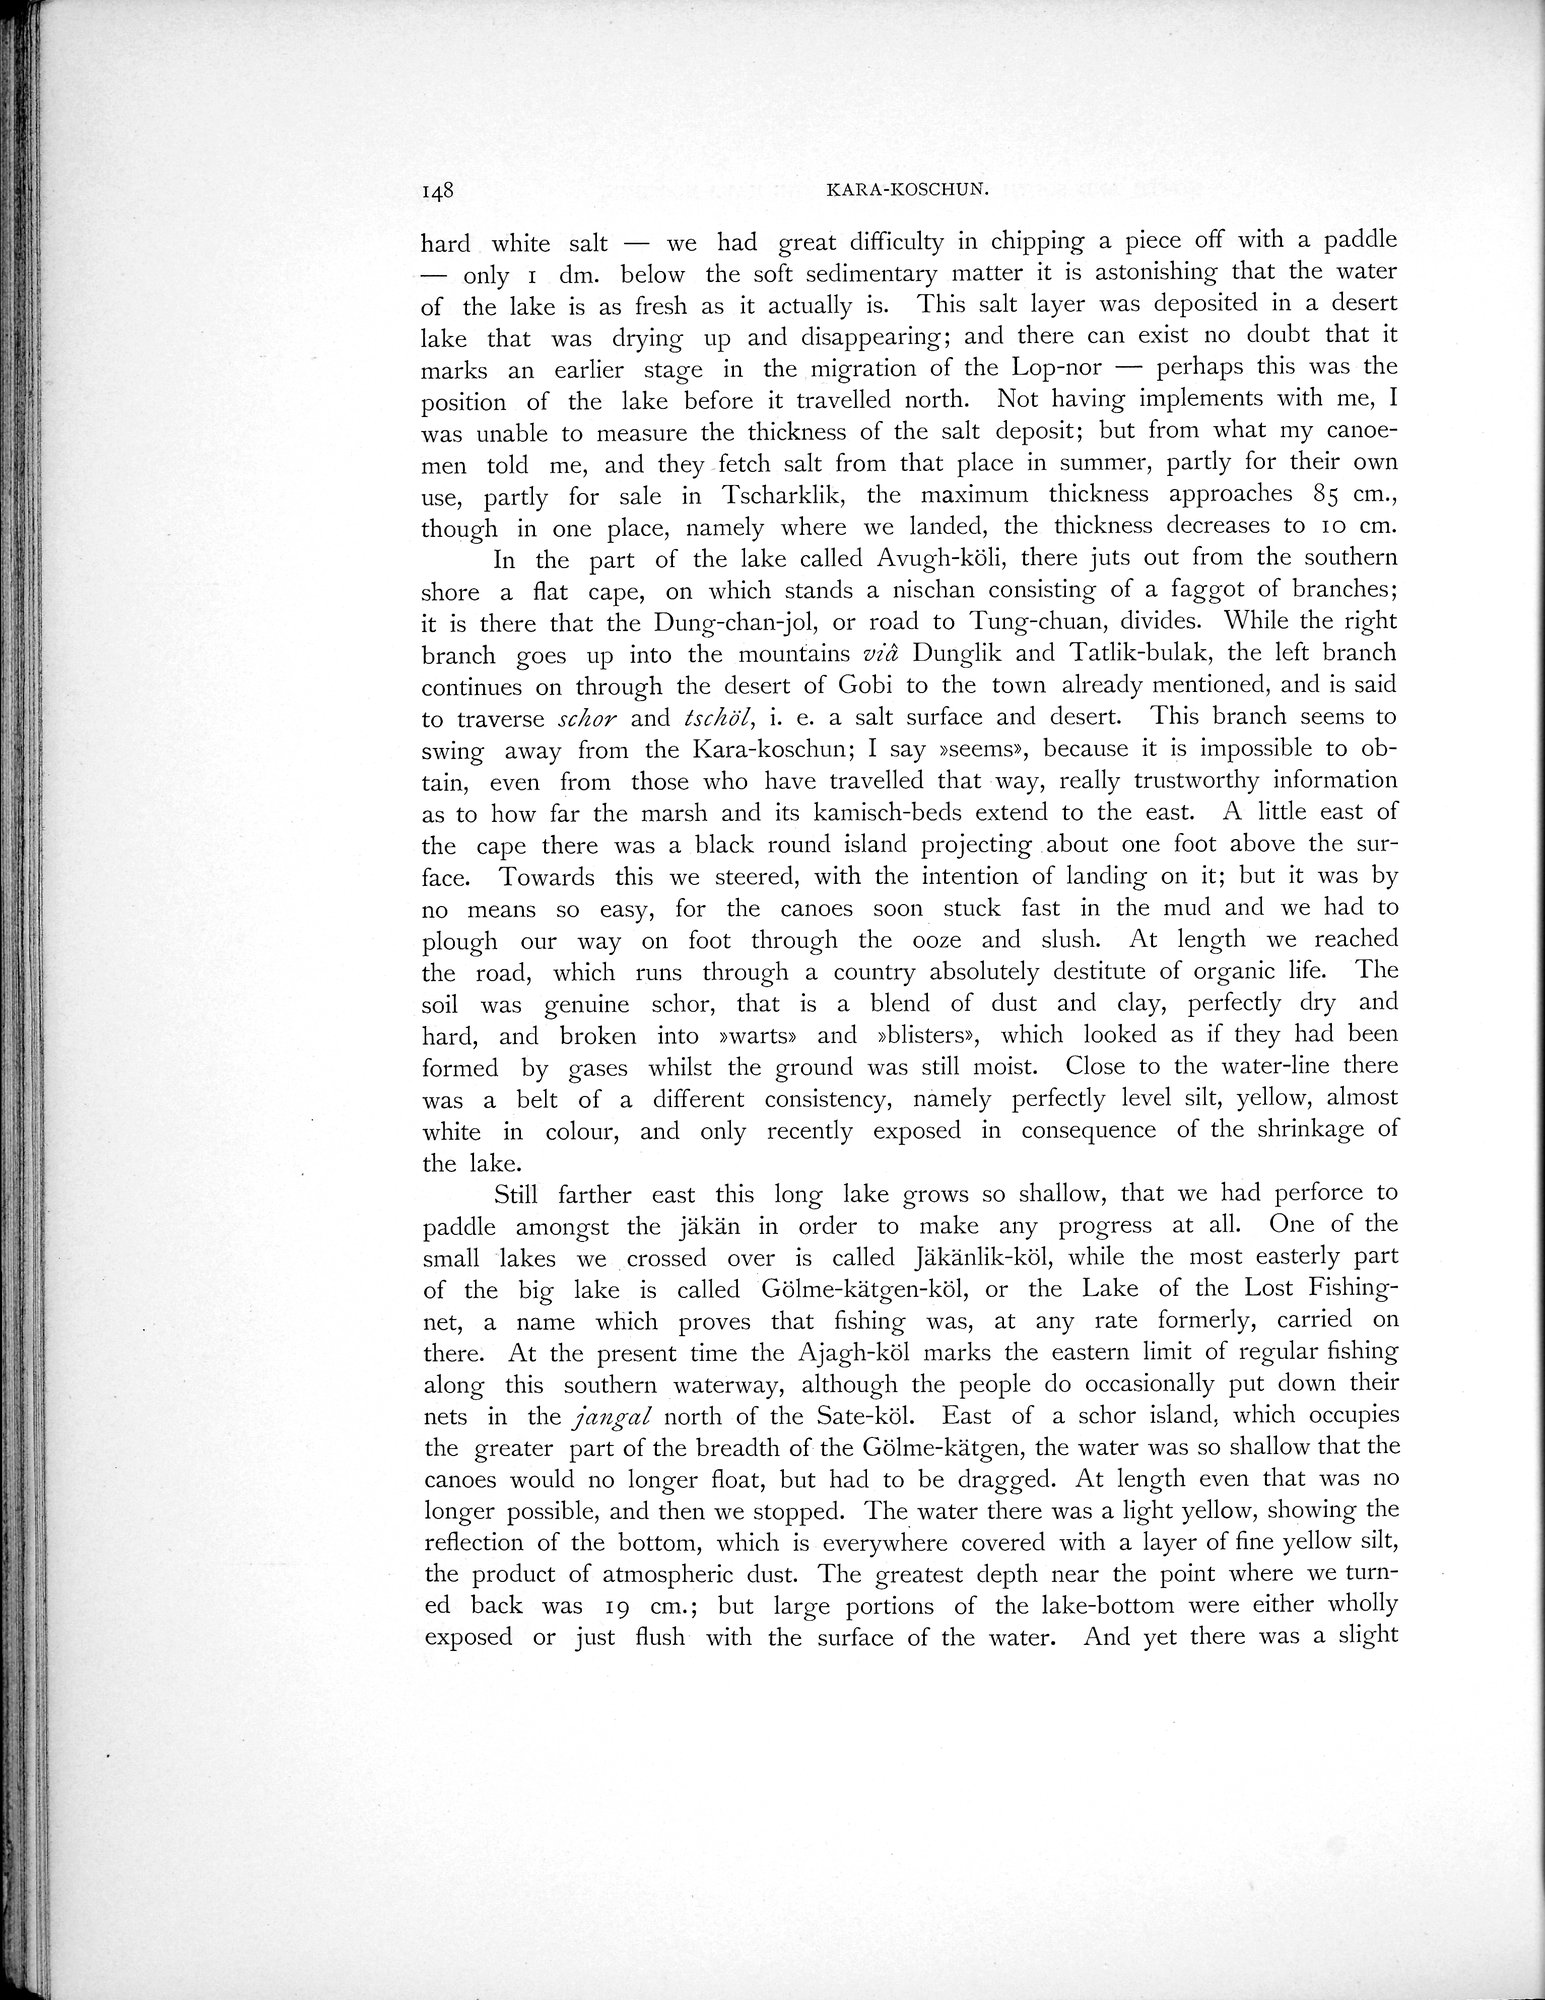 148
KARA-KOSCHUN.
hard white salt — we had great difficulty in chipping a piece off with a paddle
— only 1 dm. below the soft sedimentary matter it is astonishing that the water
of the lake is as fresh as it actually is. This salt layer was deposited in a desert
lake that was drying up and disappearing; and there can exist no doubt that it
marks an earlier stage in the migration of the Lop-nor — perhaps this was the
position of the lake before it travelled north. Not having implements with me, I
was unable to measure the thickness of the salt deposit; but from what my canoe-
men told me, and they fetch salt from that place in summer, partly for their own
use, partly for sale in Tscharklik, the maximum thickness approaches 85 cm.,
though in one place, namely where we landed, the thickness decreases to 10 cm.
In the part of the lake called Avugh-köli, there juts out from the southern
shore a flat cape, on which stands a nischan consisting of a faggot of branches;
it is there that the Dung-chan-jol, or road to Tung-chuan, divides. While the right
branch goes up into the mountains viâ Dunglik and Tatlik-bulak, the left branch
continues on through the desert of Gobi to the town already mentioned, and is said
to traverse schor and tschöl, i. e. a salt surface and desert. This branch seems to
swing away from the Kara-koschun; I say »seems», because it is impossible to ob-
tain, even from those who have travelled that way, really trustworthy information
as to how far the marsh and its kamisch-beds extend to the east. A little east of
the cape there was a black round island projecting about one foot above the sur-
face. Towards this we steered, with the intention of landing on it; but it was by
no means so easy, for the canoes soon stuck fast in the mud and we had to
plough our way on foot through the ooze and slush. At length we reached
the road, which runs through a country absolutely destitute of organic life. The
soil was genuine schor, that is a blend of dust and clay, perfectly dry and
hard, and broken into »warts» and »blisters», which looked as if they had been
formed by gases whilst the ground was still moist. Close to the water-line there
was a belt of a different consistency, namely perfectly level silt, yellow, almost
white in colour, and only recently exposed in consequence of the shrinkage of
the lake.
Still farther east this long lake grows so shallow, that we had perforce to
paddle amongst the jäkän in order to make any progress at all. One of the
small lakes we crossed over is called Jäkänlik-köl, while the most easterly part
of the big lake is called Gölme-kätgen-köl, or the Lake of the Lost Fishing-
net, a name which proves that fishing was, at any rate formerly, carried on
there. At the present time the Ajagh-köl marks the eastern limit of regular fishing
along this southern waterway, although the people do occasionally put down their
nets in the jangal north of the Sate-köl. East of a schor island, which occupies
the greater part of the breadth of the Gölme-kätgen, the water was so shallow that the
canoes would no longer float, but had to be dragged. At length even that was no
longer possible, and then we stopped. The water there was a light yellow, showing the
reflection of the bottom, which is everywhere covered with a layer of fine yellow silt,
the product of atmospheric dust. The greatest depth near the point where we turn-
ed back was 19 cm.; but large portions of the lake-bottom were either wholly
exposed or just flush with the surface of the water. And yet there was a slight